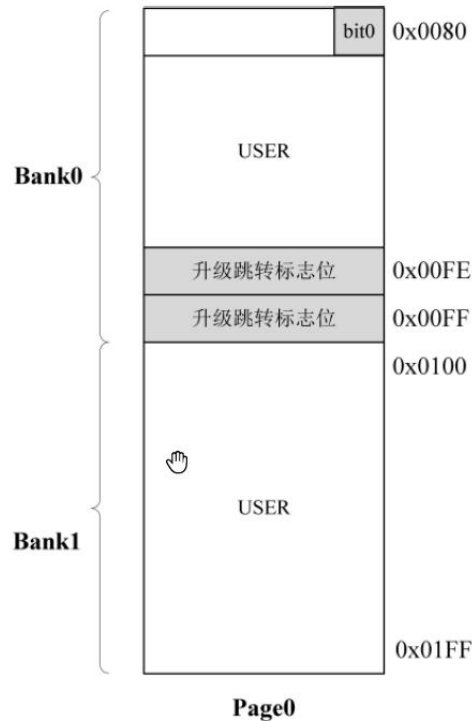 bit0 0x0080
USER
Bank0
升级跳转标志位 0x00FE
升级跳转标志位 0x00FF
0x0100
USER
Bank1
0x01FF
Page0